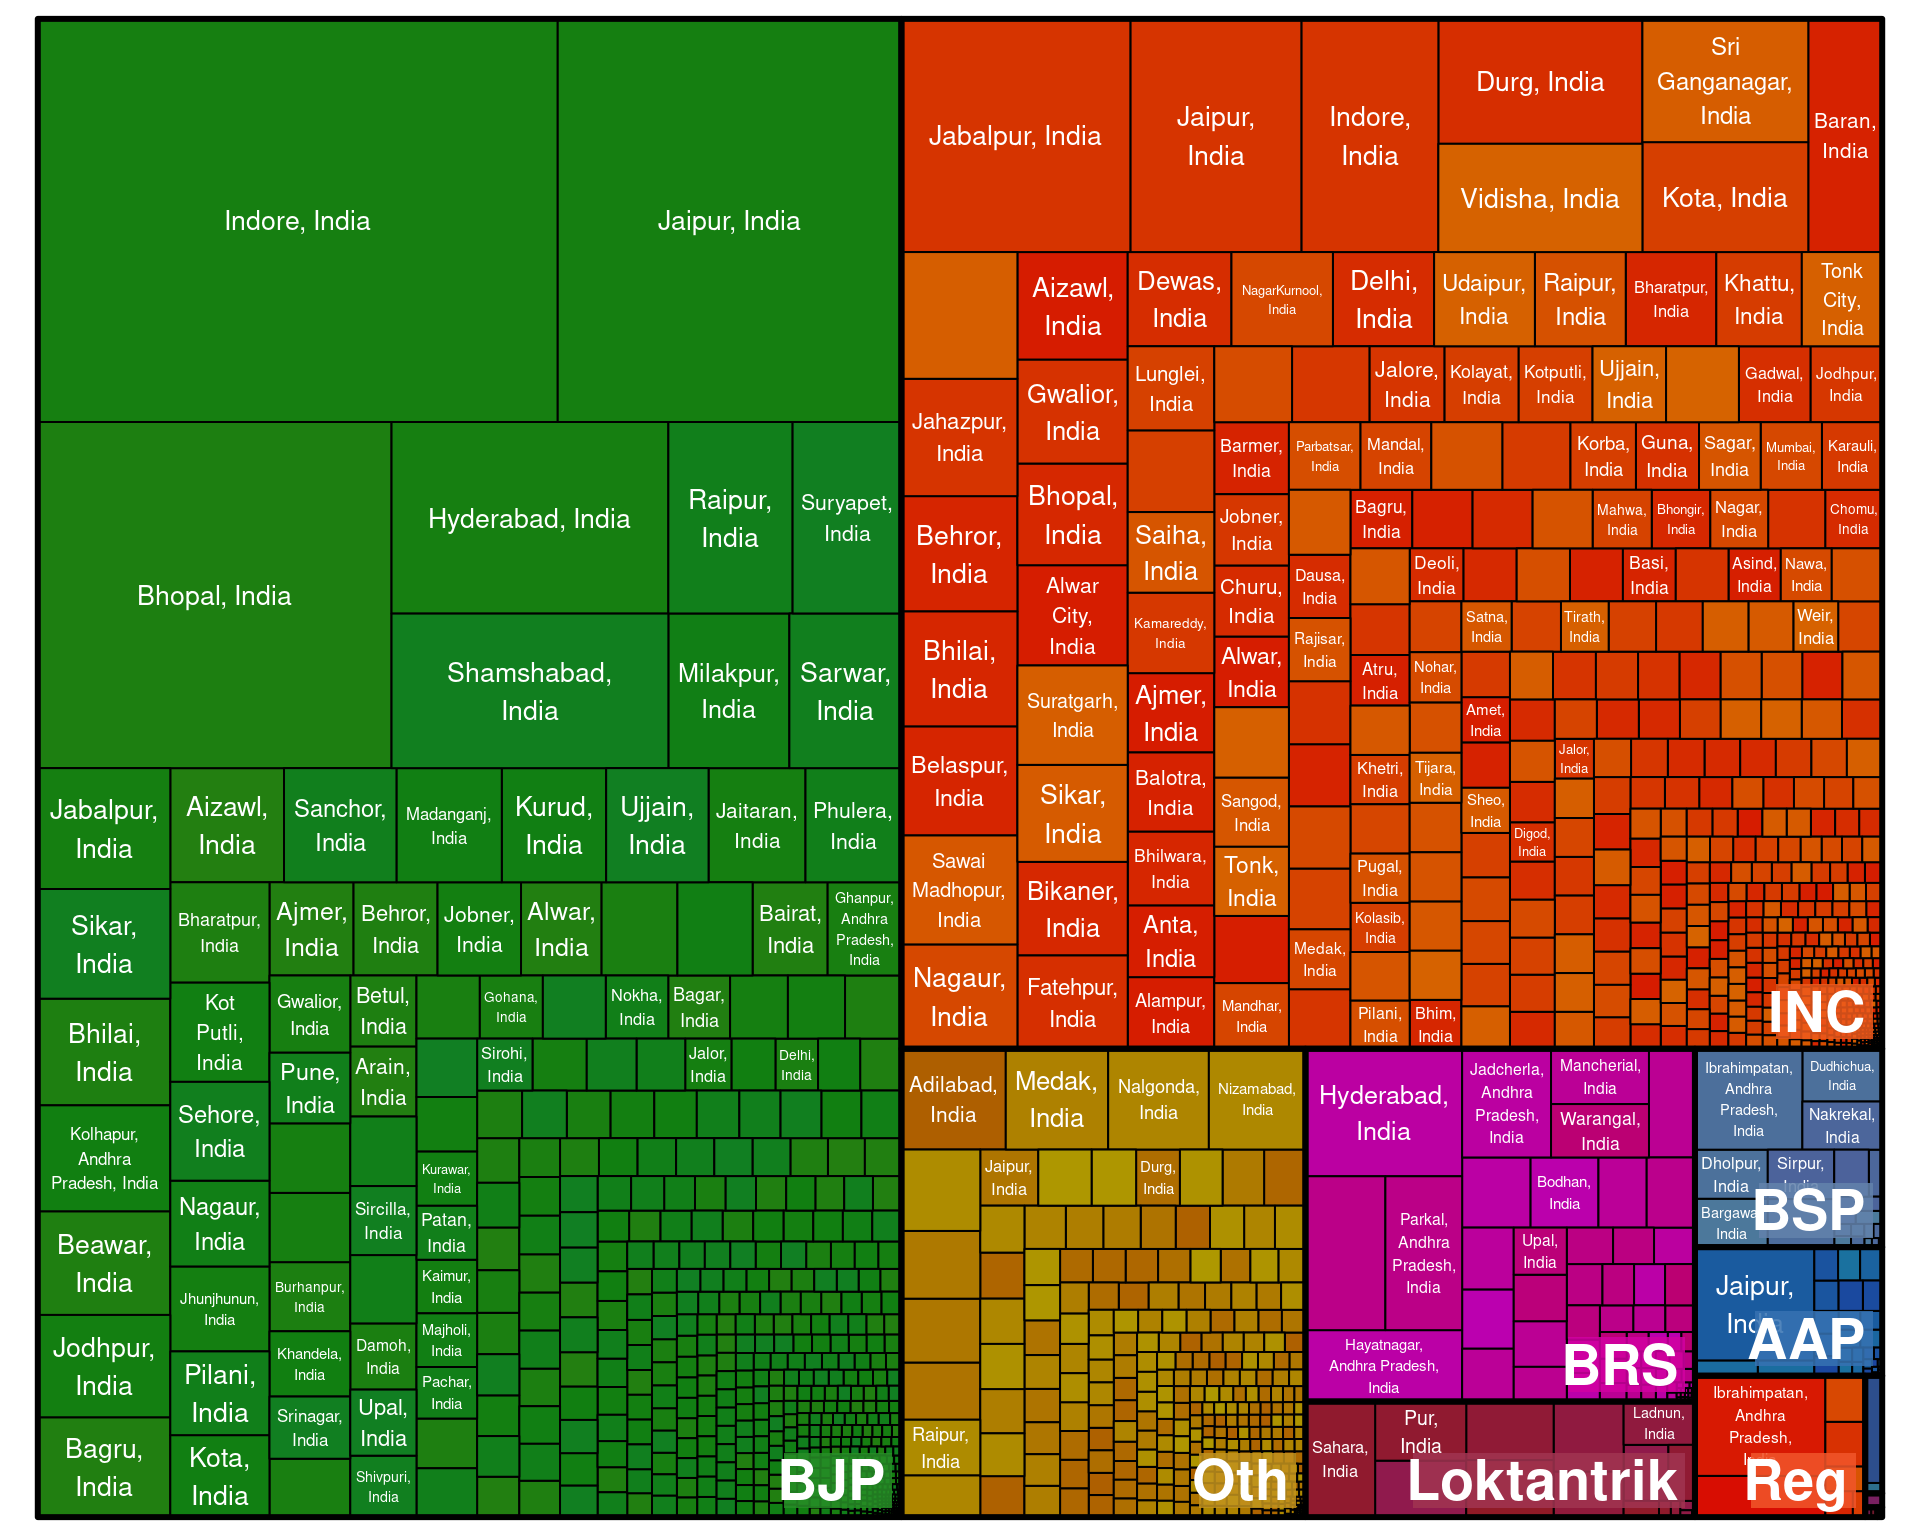 Indore, India
Jaipur, India
Bhopal, India
Hyderabad, India
Raipur,
India
Suryapet,
India
Shamshabad,
India
Milakpur,
India
Sarwar,
India
Jabalpur,
India
Aizawl,
India
Sanchor,
India
Madanganj,
India
Kurud,
India
Ujjain,
India
Jaitaran,
India
Phulera,
India
Sikar,
India
Bharatpur,
India
Ajmer,
India
Behror,
India
Jobner,
India
Alwar,
India
Bairat,
India
Ghanpur,
Andhra
Pradesh,
India
Bhilai,
India
Kot
Putli,
India
Gwalior,
India
Betul,
India
Gohana,
India
Nokha,
India
Bagar,
India
Pune,
India
Arain,
India
Sirohi,
India
Jalor,
India
Delhi,
India
Kolhapur,
Andhra
Pradesh, India
Sehore,
India
Kurawar,
India
Nagaur,
India
Sircilla,
India
Patan,
India
Beawar,
India
Jhunjhunun,
India
Burhanpur,
India
Kaimur,
India
Jodhpur,
India
Khandela,
India
Damoh,
India
Majholi,
India
Pilani,
India
Pachar,
India
Srinagar,
India
Upal,
India
Bagru,
India
Kota,
India
Shivpuri,
India
BJP
Jabalpur, India
Jaipur,
India
Indore,
India
Durg, India
Sri
Ganganagar,
India
Baran,
India
Vidisha, India
Kota, India
Aizawl,
India
Dewas,
India
NagarKurnool,
India
Delhi,
India
Udaipur,
India
Raipur,
India
Bharatpur,
India
Khattu,
India
Tonk
City,
India
Jahazpur,
India
Gwalior,
India
Lunglei,
India
Jalore,
India
Kolayat,
India
Kotputli,
India
Ujjain,
India
Gadwal,
India
Jodhpur,
India
Barmer,
India
Parbatsar,
India
Mandal,
India
Korba,
India
Guna,
India
Sagar,
India
Mumbai,
India
Karauli,
India
Behror,
India
Bhopal,
India
Saiha,
India
Jobner,
India
Bagru,
India
Mahwa,
India
Bhongir,
India
Nagar,
India
Chomu,
India
Alwar
City,
India
Churu,
India
Dausa,
India
Deoli,
India
Basi,
India
Asind,
India
Nawa,
India
Bhilai,
India
Kamareddy,
India
Rajisar,
India
Satna,
India
Tirath,
India
Weir,
India
Alwar,
India
Atru,
India
Nohar,
India
Suratgarh,
India
Ajmer,
India
Amet,
India
Belaspur,
India
Balotra,
India
Khetri,
India
Tijara,
India
Jalor,
India
Sikar,
India
Sangod,
India
Sheo,
India
Digod,
India
Sawai
Madhopur,
India
Bhilwara,
India
Tonk,
India
Pugal,
India
Bikaner,
India
Anta,
India
Kolasib,
India
Medak,
India
Nagaur,
India
Fatehpur,
India
Alampur,
India
Mandhar,
India
Pilani,
India
Bhim,
India
INC
Adilabad,
India
Medak,
India
Nalgonda,
India
Nizamabad,
India
Jaipur,
India
Durg,
India
Raipur,
India
Oth
Hyderabad,
India
Jadcherla,
Andhra
Pradesh,
India
Mancherial,
India
Warangal,
India
Bodhan,
India
Parkal,
Andhra
Pradesh,
India
Upal,
India
Hayatnagar,
Andhra Pradesh,
India
BRS
Sahara,
India
Pur,
India
Ladnun,
India
Loktantrik
Ibrahimpatan,
Andhra
Pradesh,
India
Dudhichua,
India
Nakrekal,
India
Dholpur,
India
Sirpur,
India
India
BSP
Jaipur,
India
AAP
Ibrahimpatan,
Andhra
Pradesh,
Reg